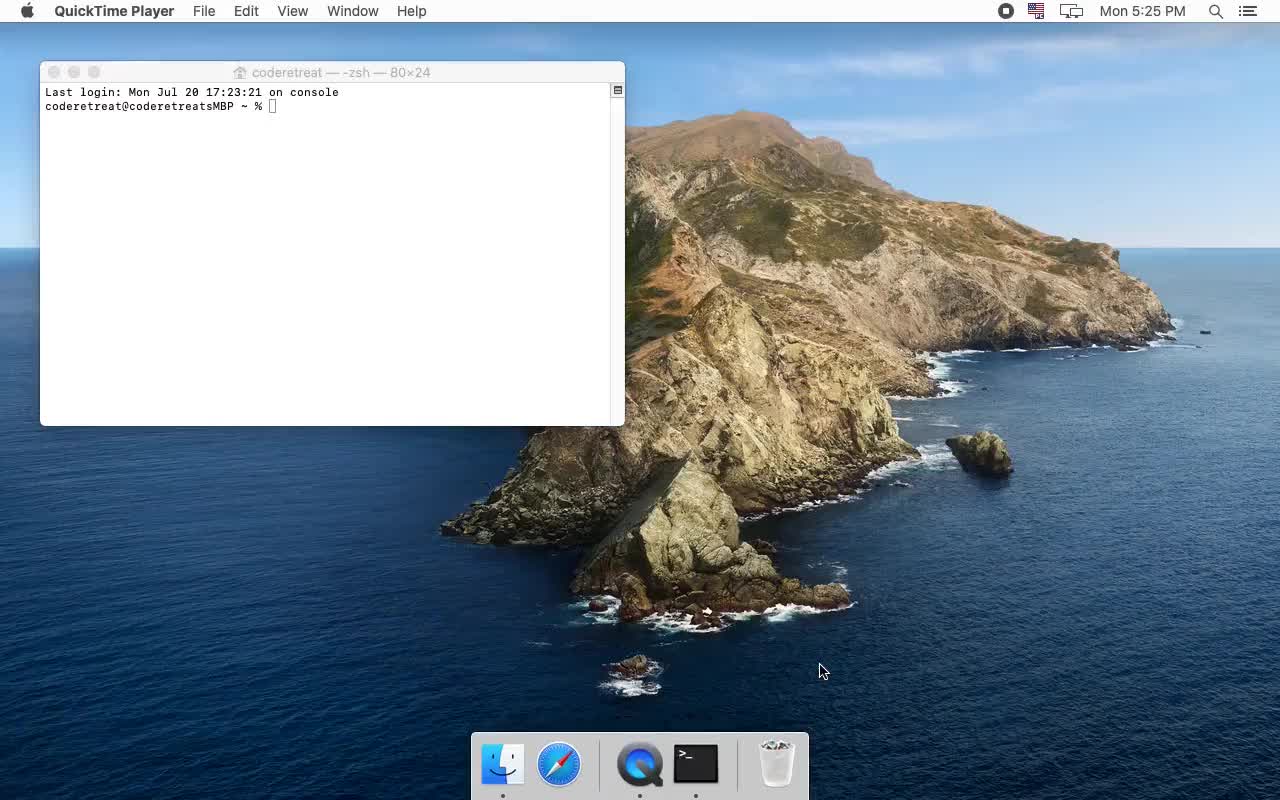 QuickTime Player File Edit View Window Help Mon 5:25 PM
coderetreat — -zsh — 80×24
Last login: Mon Jul 20 17:23:21 on console
coderetreat@coderetreatsMBP ~ %
>_